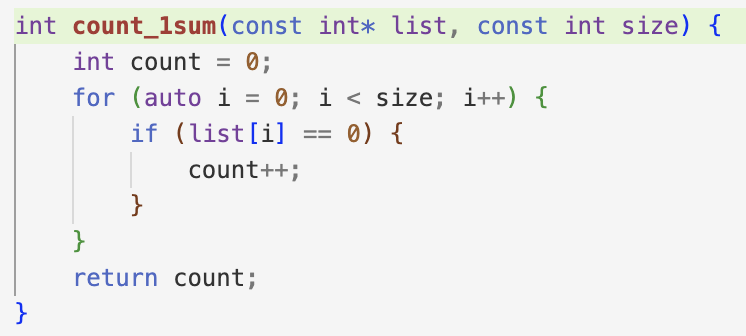 int count_1sum(const int* list, const int size) {
    int count = 0;
    for (auto i = 0; i < size; i++) {
        if (list[i] == 0) {
            count++;
        }
    }
    return count;
}